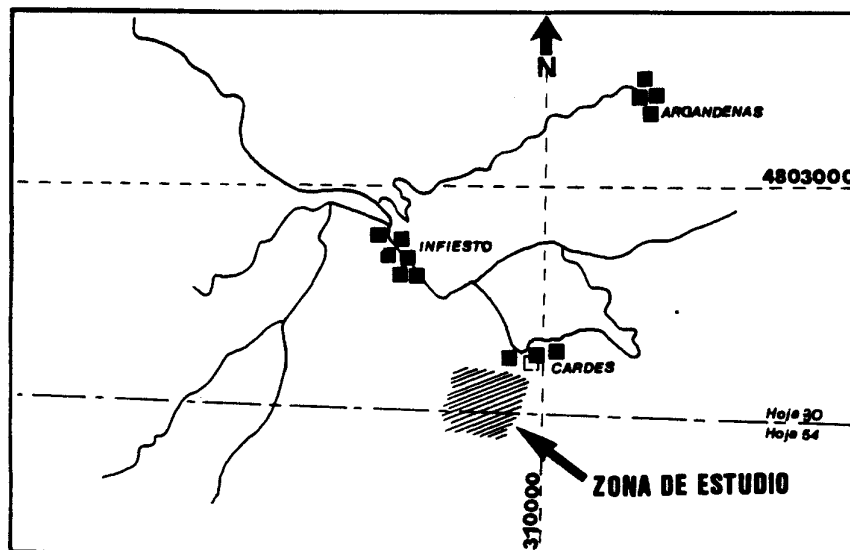 N
ARGANDENAS
4803000
INFIESTO
CARDES
Hoja 30
Hoja 54
ZONA DE ESTUDIO
310000